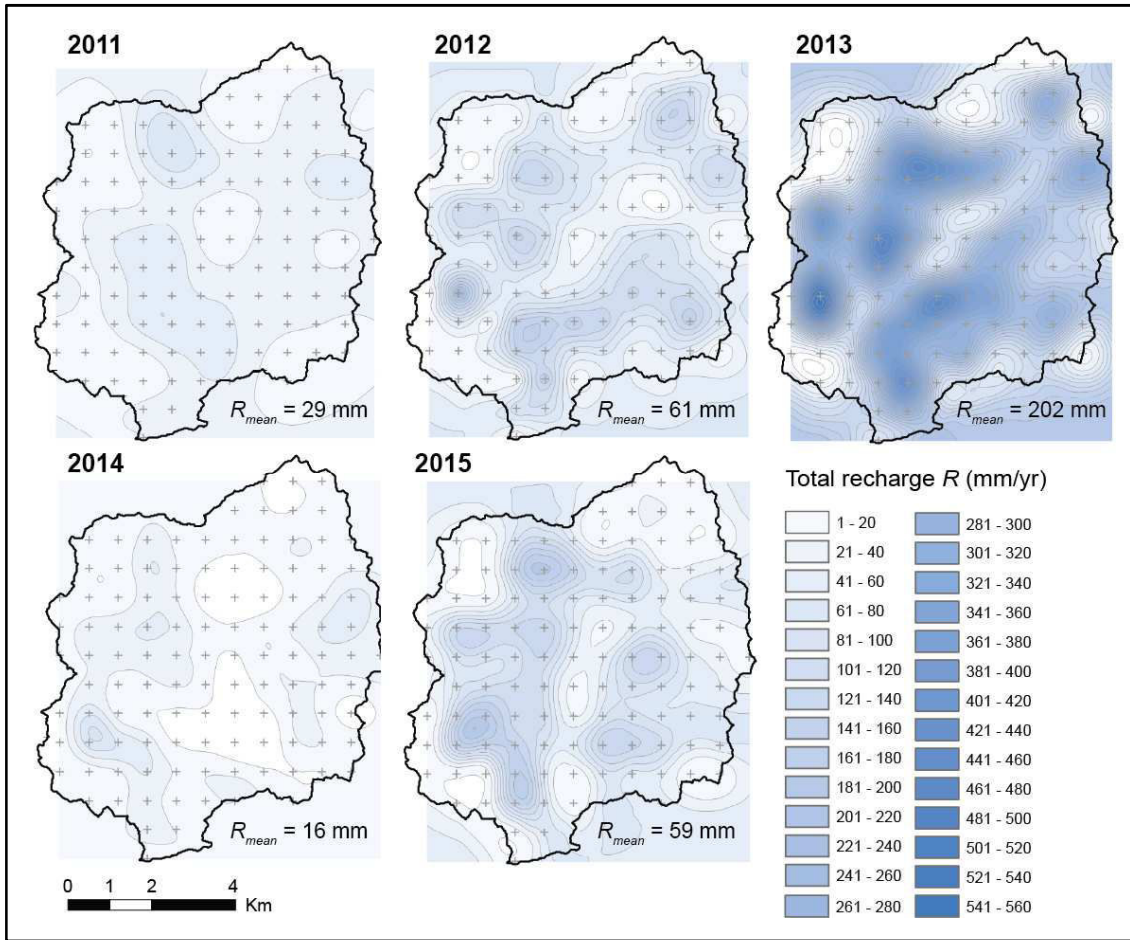 2011
2012
2013
R_mean = 29 mm
R_mean = 61 mm
R_mean = 202 mm
2014
2015
R_mean = 16 mm
R_mean = 59 mm
Total recharge R (mm/yr)
1 - 20
21 - 40
41 - 60
61 - 80
81 - 100
101 - 120
121 - 140
141 - 160
161 - 180
181 - 200
201 - 220
221 - 240
241 - 260
261 - 280
281 - 300
301 - 320
321 - 340
341 - 360
361 - 380
381 - 400
401 - 420
421 - 440
441 - 460
461 - 480
481 - 500
501 - 520
521 - 540
541 - 560
0 1 2 4
Km